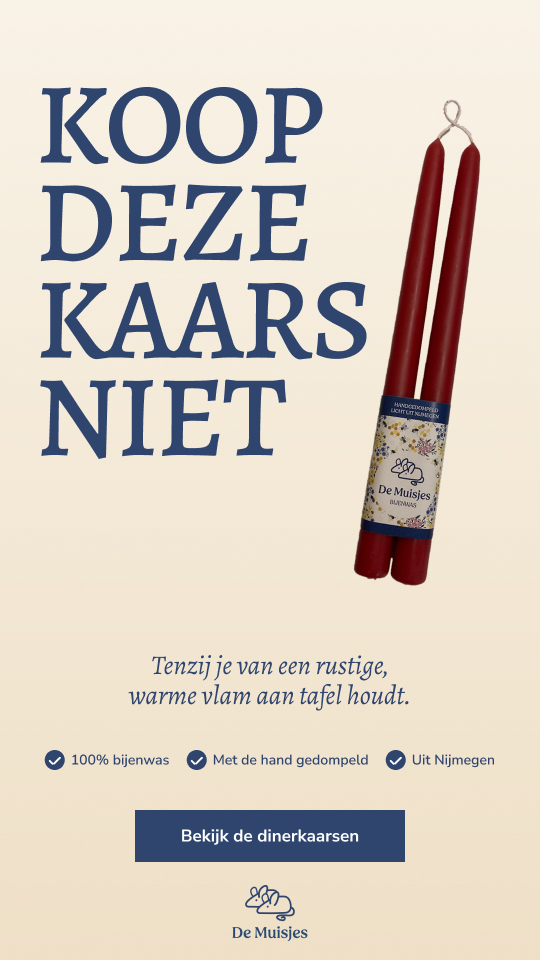 KOOP
DEZE
KAARS
NIET
HANDGEDOMPELD
LICHT UIT NIJMEGEN
De Muisjes
BIJENWAS
Tenzij je van een rustige,
warme vlam aan tafel houdt.
100% bijenwas Met de hand gedompeld Uit Nijmegen
Bekijk de dinerkaarsen
De Muisjes